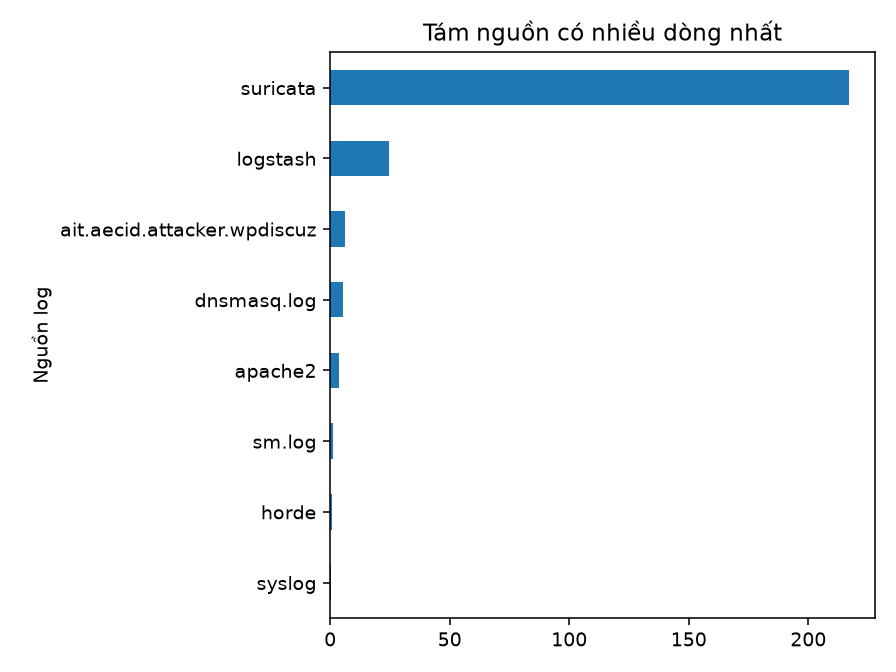 Tám nguồn có nhiều dòng nhất
suricata
logstash
ait.aecid.attacker.wpdiscuz
dnsmasq.log
apache2
sm.log
horde
syslog
Nguồn log
0 50 100 150 200